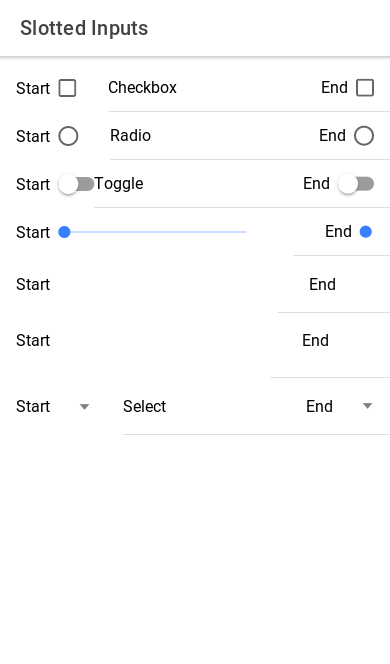 Slotted Inputs
Start Checkbox End
Start Radio End
Start Toggle End
Start End
Start End
Start End
Start Select End